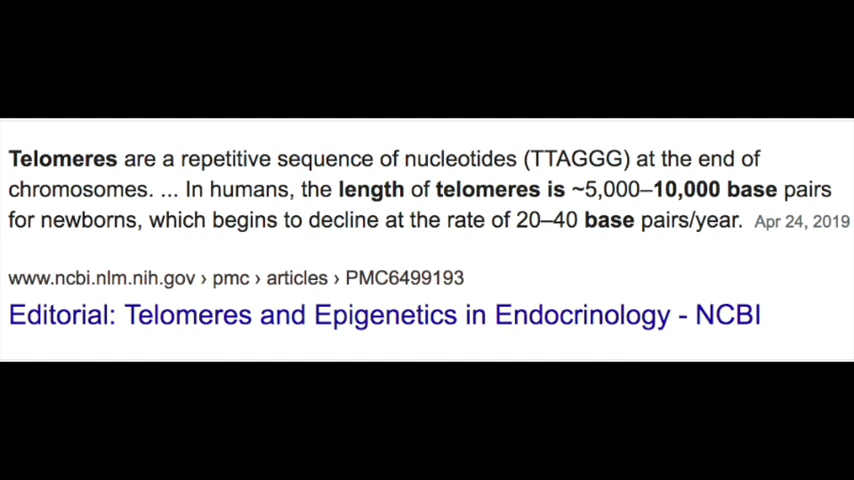 Telomeres are a repetitive sequence of nucleotides (TTAGGG) at the end of
chromosomes. ... In humans, the length of telomeres is ~5,000–10,000 base pairs
for newborns, which begins to decline at the rate of 20–40 base pairs/year. Apr 24, 2019
www.ncbi.nlm.nih.gov › pmc › articles › PMC6499193
Editorial: Telomeres and Epigenetics in Endocrinology - NCBI